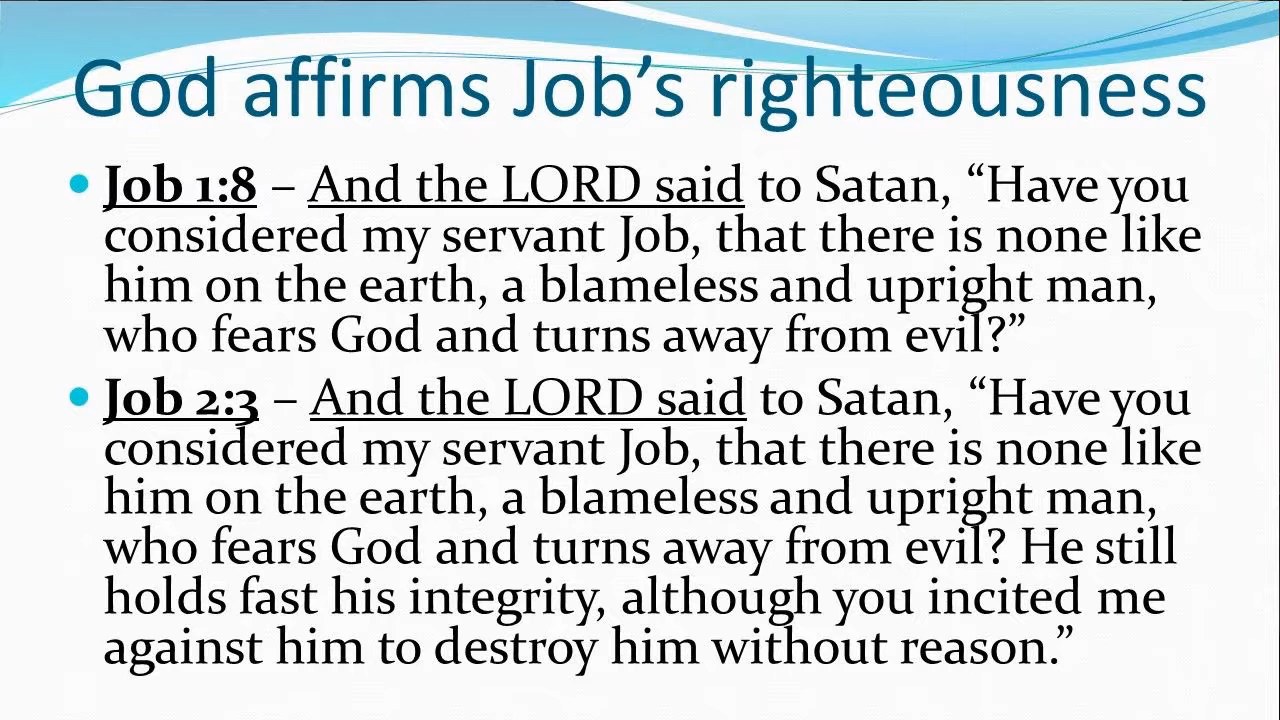 God affirms Job’s righteousness
• Job 1:8 – And the LORD said to Satan, “Have you
considered my servant Job, that there is none like
him on the earth, a blameless and upright man,
who fears God and turns away from evil?”
• Job 2:3 – And the LORD said to Satan, “Have you
considered my servant Job, that there is none like
him on the earth, a blameless and upright man,
who fears God and turns away from evil? He still
holds fast his integrity, although you incited me
against him to destroy him without reason.”